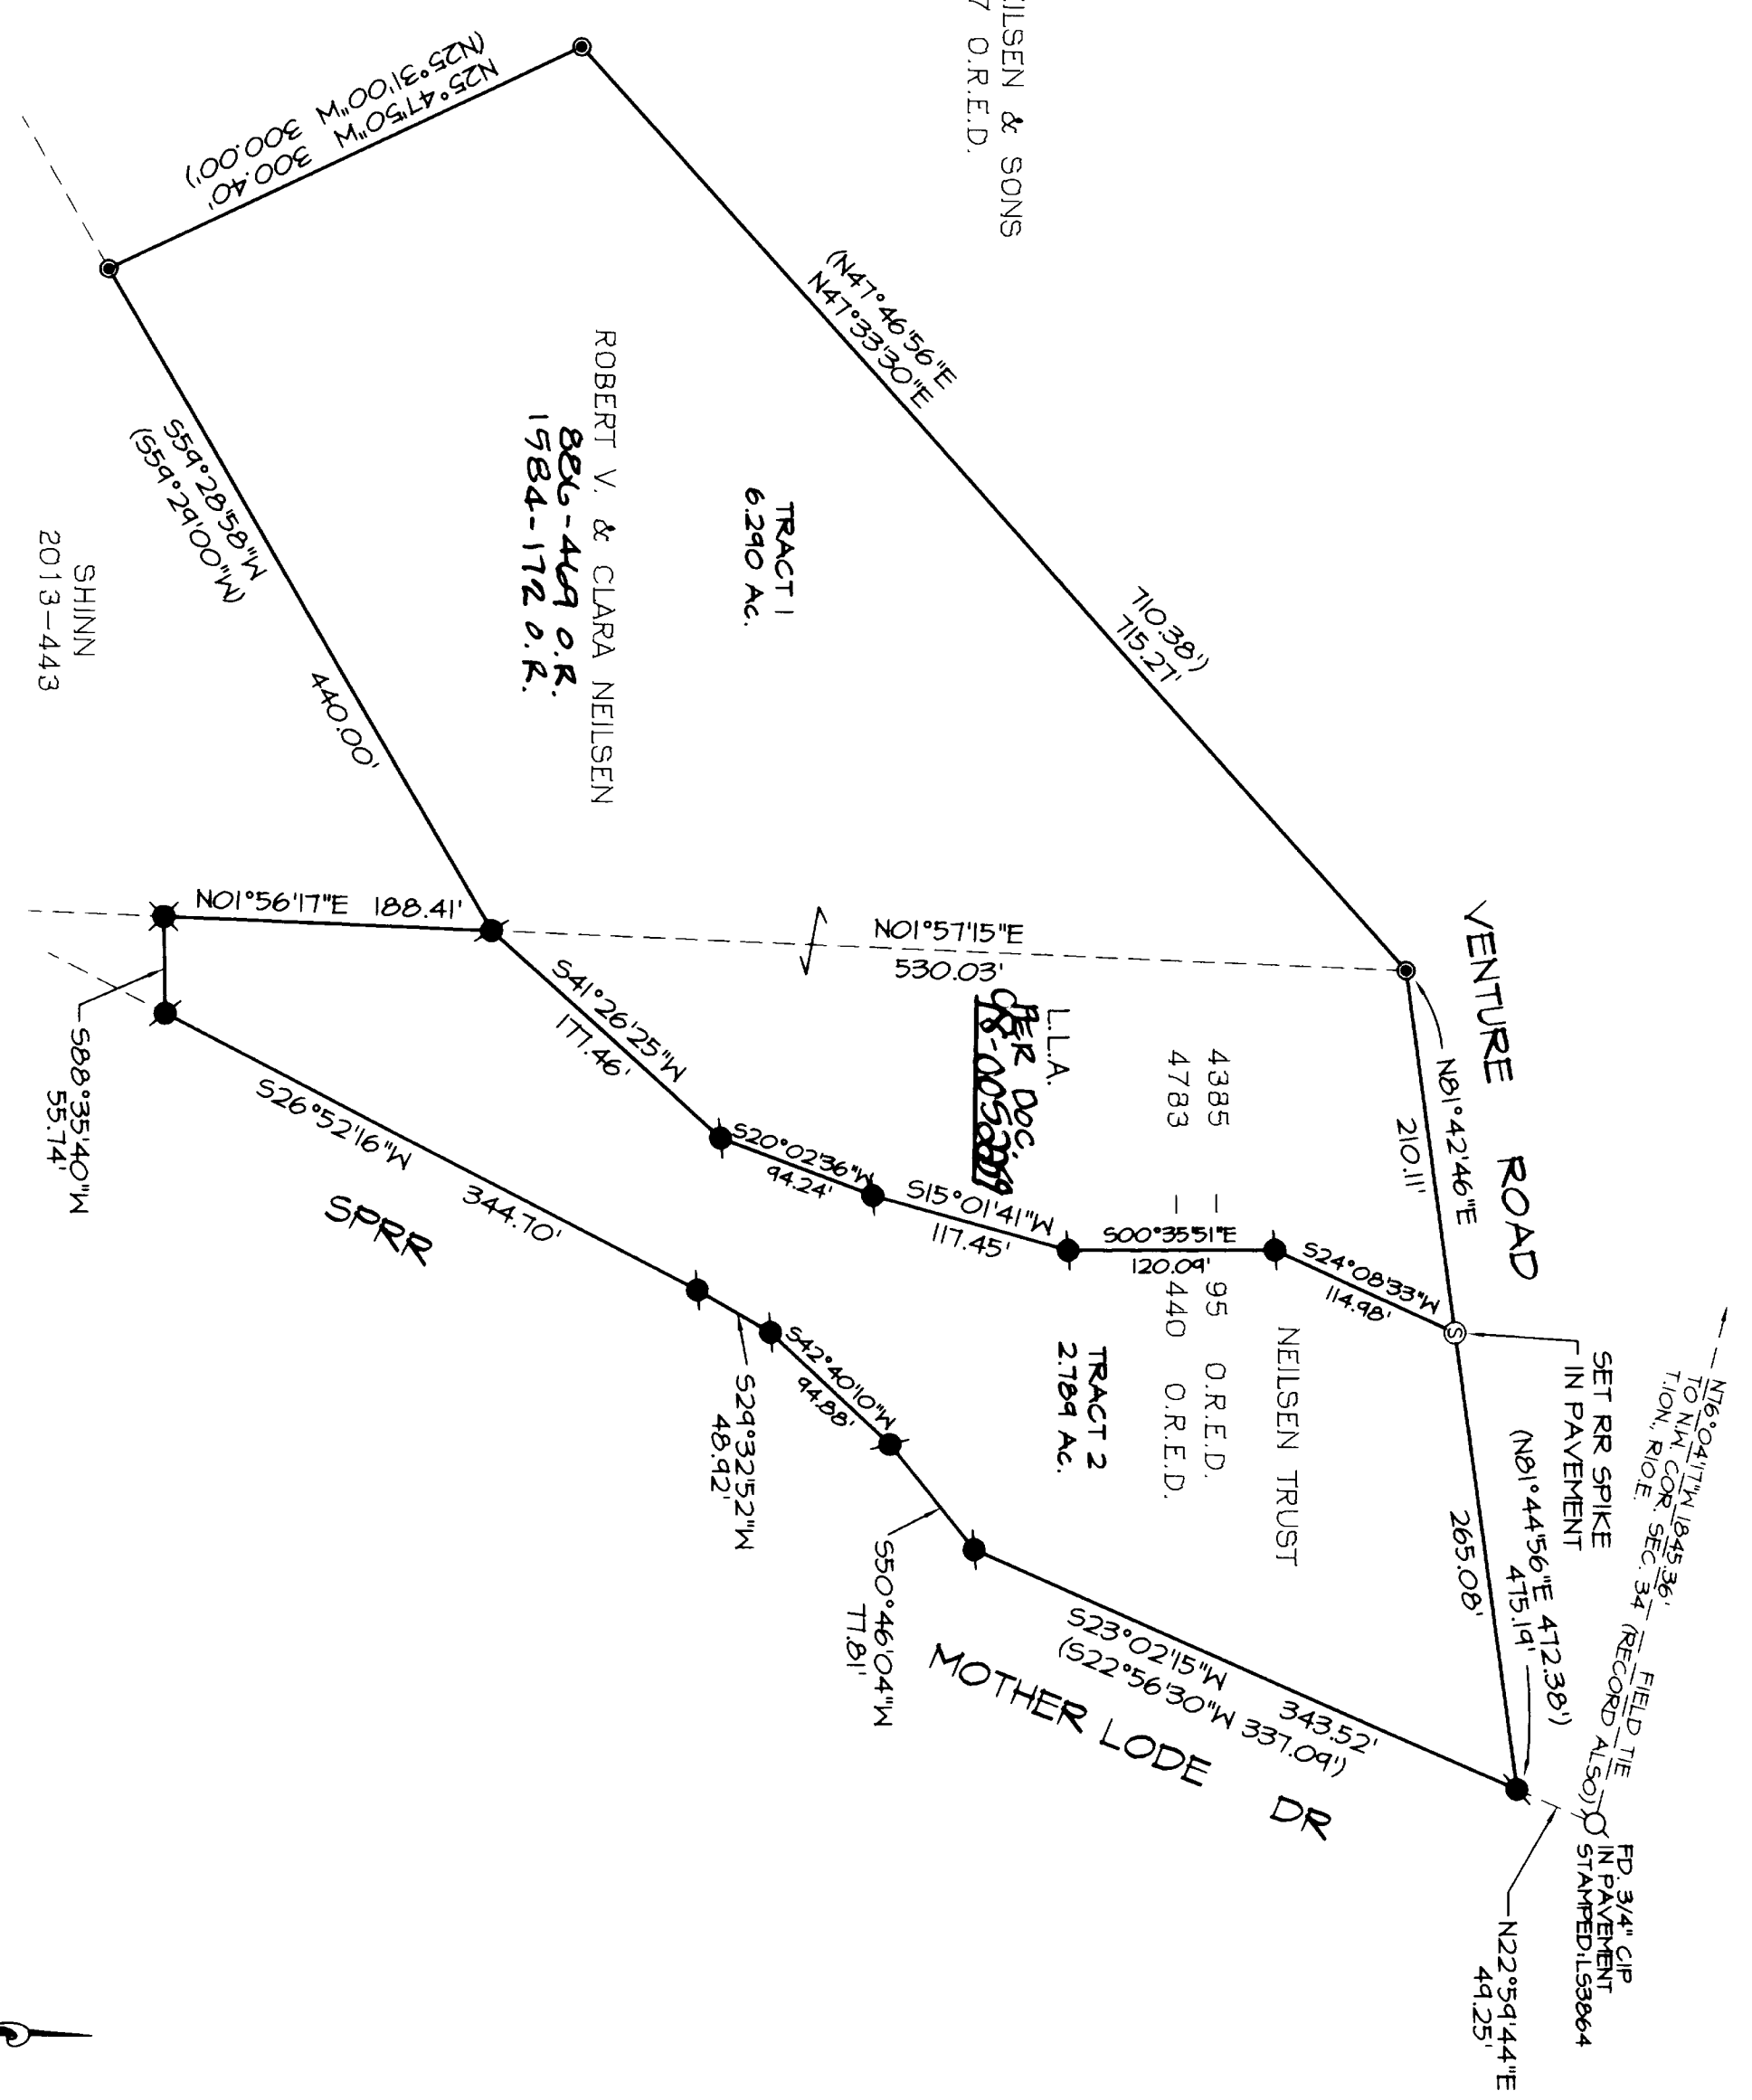 EILSEN & SONS
7 O.R.E.D.
N25°47'50"W 300.40'
(N25°31'00"W 300.00')
(N47°46'56"E 710.38')
N47°33'30"E 715.27'
VENTURE ROAD
N81°42'46"E
210.11'
SET RR SPIKE
IN PAVEMENT
265.08'
(N81°44'56"E 472.38')
475.19'
N76°04'17"W 1845.36' FIELD TIE
TO N.W. COR. SEC. 34 (RECORD ALSO)
R10E.
FD. 3/4" CIP
IN PAVEMENT
STAMPED:LS3864
N22°59'44"E
49.25'
S
TRACT 1
6.290 Ac.
ROBERT V. & CLARA NEILSEN
886-469 O.R.
1584-172 O.R.
S59°28'58"W 440.00'
(S59°29'00"W)
SHINN
2013-443
N01°56'17"E 188.41'
N01°57'15"E
530.03'
L.L.A.
PER DOC.
4385 - 95 O.R.E.D.
4783 - 440 O.R.E.D.
NEILSEN TRUST
TRACT 2
2.789 Ac.
S24°08'33"W
114.98'
S00°35'51"E
120.09'
S15°01'41"W
117.45'
S20°02'36"W
94.24'
S41°26'25"W
177.46'
S88°35'40"W
55.74'
S26°52'16"W 344.70'
SPRR
S29°32'52"W
48.92'
S42°40'10"W
94.88'
S50°46'04"W
77.81'
S23°02'15"W 343.52'
(S22°56'30"W 337.09')
MOTHER LODE DR